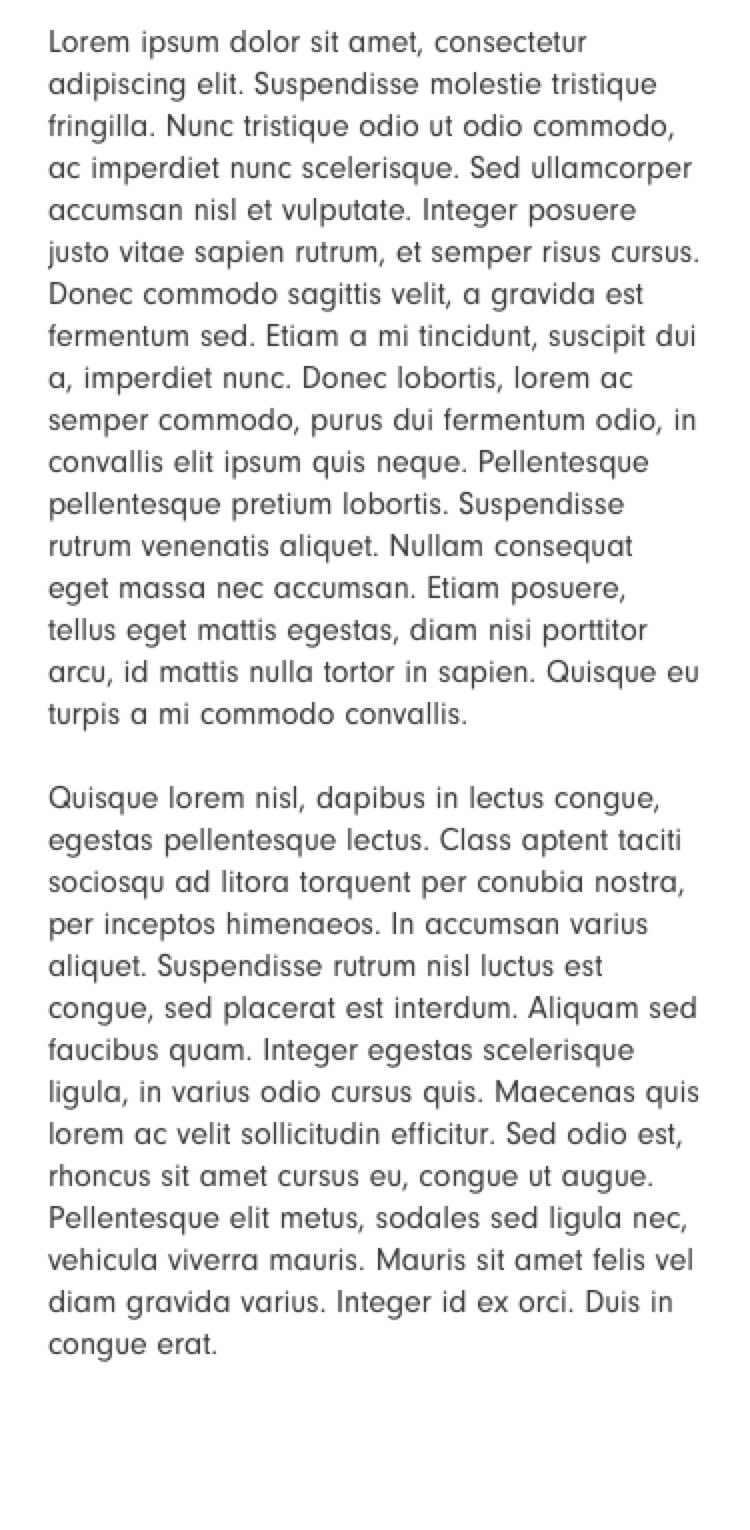 Lorem ipsum dolor sit amet, consectetur
adipiscing elit. Suspendisse molestie tristique
fringilla. Nunc tristique odio ut odio commodo,
ac imperdiet nunc scelerisque. Sed ullamcorper
accumsan nisl et vulputate. Integer posuere
justo vitae sapien rutrum, et semper risus cursus.
Donec commodo sagittis velit, a gravida est
fermentum sed. Etiam a mi tincidunt, suscipit dui
a, imperdiet nunc. Donec lobortis, lorem ac
semper commodo, purus dui fermentum odio, in
convallis elit ipsum quis neque. Pellentesque
pellentesque pretium lobortis. Suspendisse
rutrum venenatis aliquet. Nullam consequat
eget massa nec accumsan. Etiam posuere,
tellus eget mattis egestas, diam nisi porttitor
arcu, id mattis nulla tortor in sapien. Quisque eu
turpis a mi commodo convallis.

Quisque lorem nisl, dapibus in lectus congue,
egestas pellentesque lectus. Class aptent taciti
sociosqu ad litora torquent per conubia nostra,
per inceptos himenaeos. In accumsan varius
aliquet. Suspendisse rutrum nisl luctus est
congue, sed placerat est interdum. Aliquam sed
faucibus quam. Integer egestas scelerisque
ligula, in varius odio cursus quis. Maecenas quis
lorem ac velit sollicitudin efficitur. Sed odio est,
rhoncus sit amet cursus eu, congue ut augue.
Pellentesque elit metus, sodales sed ligula nec,
vehicula viverra mauris. Mauris sit amet felis vel
diam gravida varius. Integer id ex orci. Duis in
congue erat.